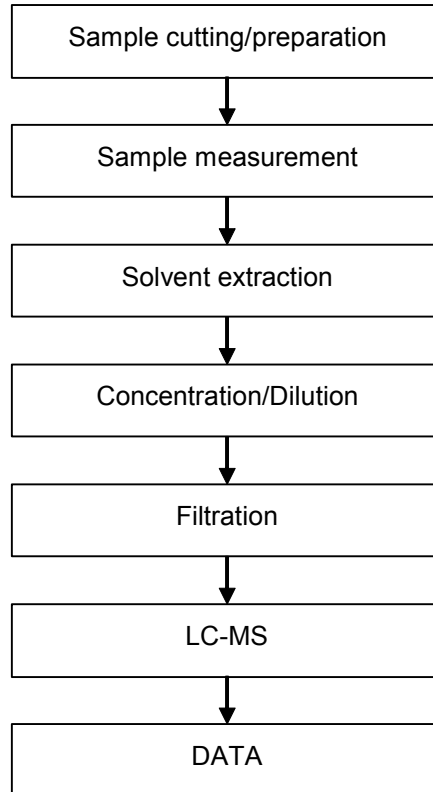 Sample cutting/preparation
Sample measurement
Solvent extraction
Concentration/Dilution
Filtration
LC-MS
DATA